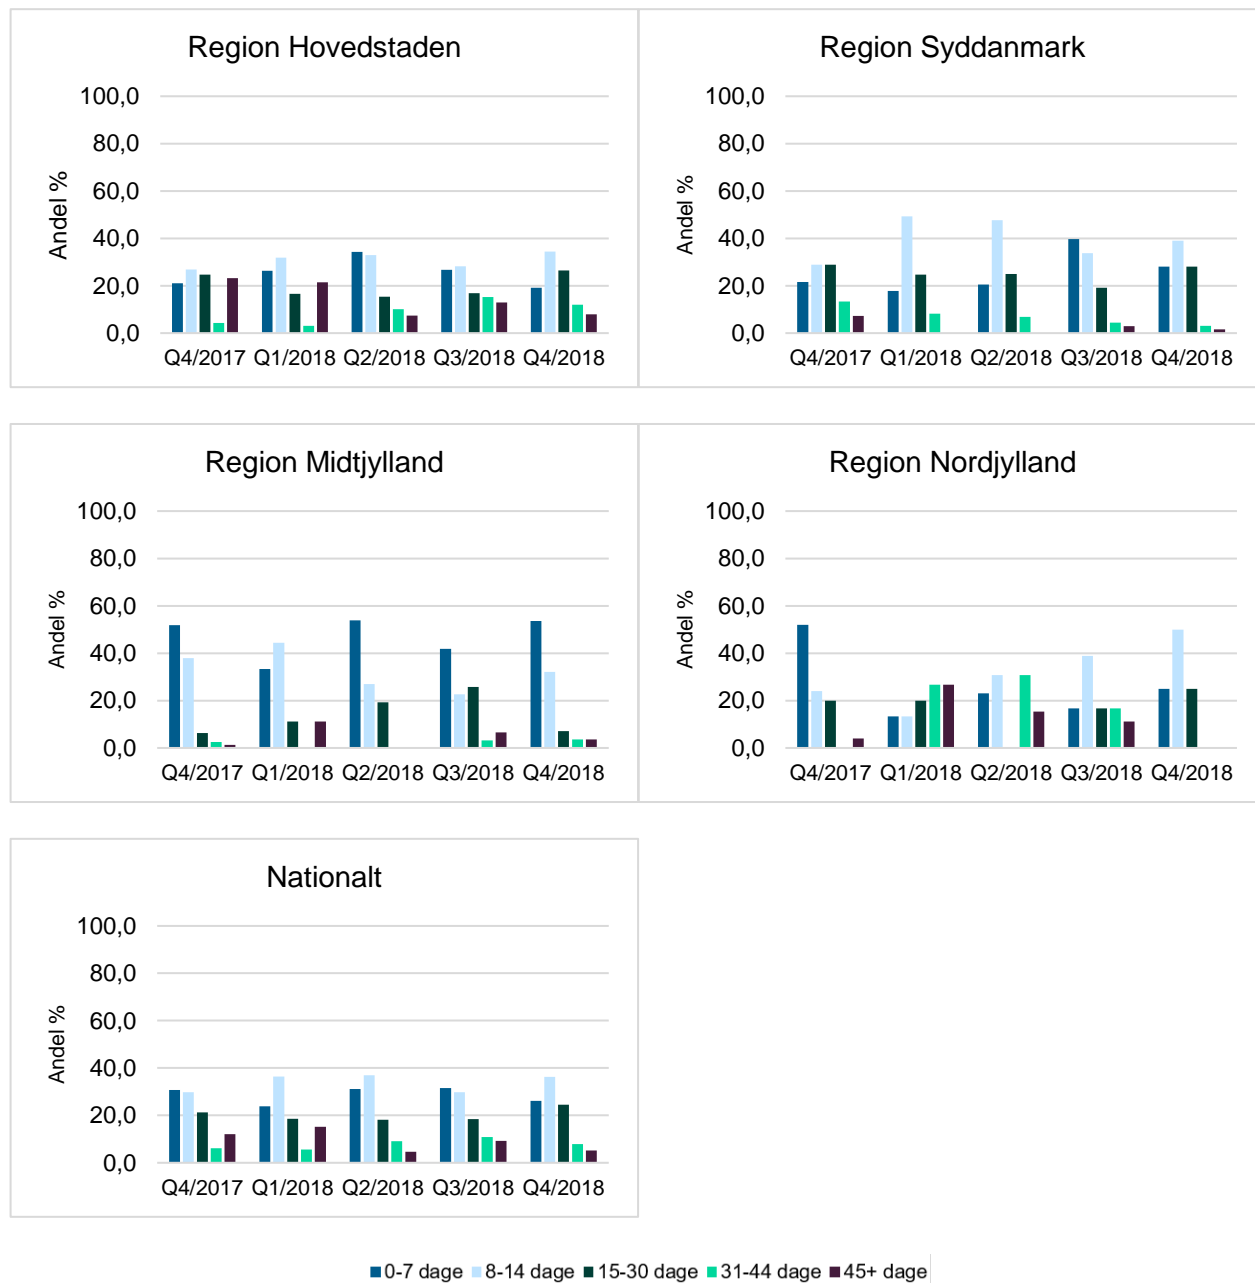 Region Hovedstaden
100,0
80,0
60,0
40,0
20,0
0,0
Andel %
Q4/2017 Q1/2018 Q2/2018 Q3/2018 Q4/2018
Region Syddanmark
100,0
80,0
60,0
40,0
20,0
0,0
Andel %
Q4/2017 Q1/2018 Q2/2018 Q3/2018 Q4/2018
Region Midtjylland
100,0
80,0
60,0
40,0
20,0
0,0
Andel %
Q4/2017 Q1/2018 Q2/2018 Q3/2018 Q4/2018
Region Nordjylland
100,0
80,0
60,0
40,0
20,0
0,0
Andel %
Q4/2017 Q1/2018 Q2/2018 Q3/2018 Q4/2018
Nationalt
100,0
80,0
60,0
40,0
20,0
0,0
Andel %
Q4/2017 Q1/2018 Q2/2018 Q3/2018 Q4/2018
0-7 dage 8-14 dage 15-30 dage 31-44 dage 45+ dage